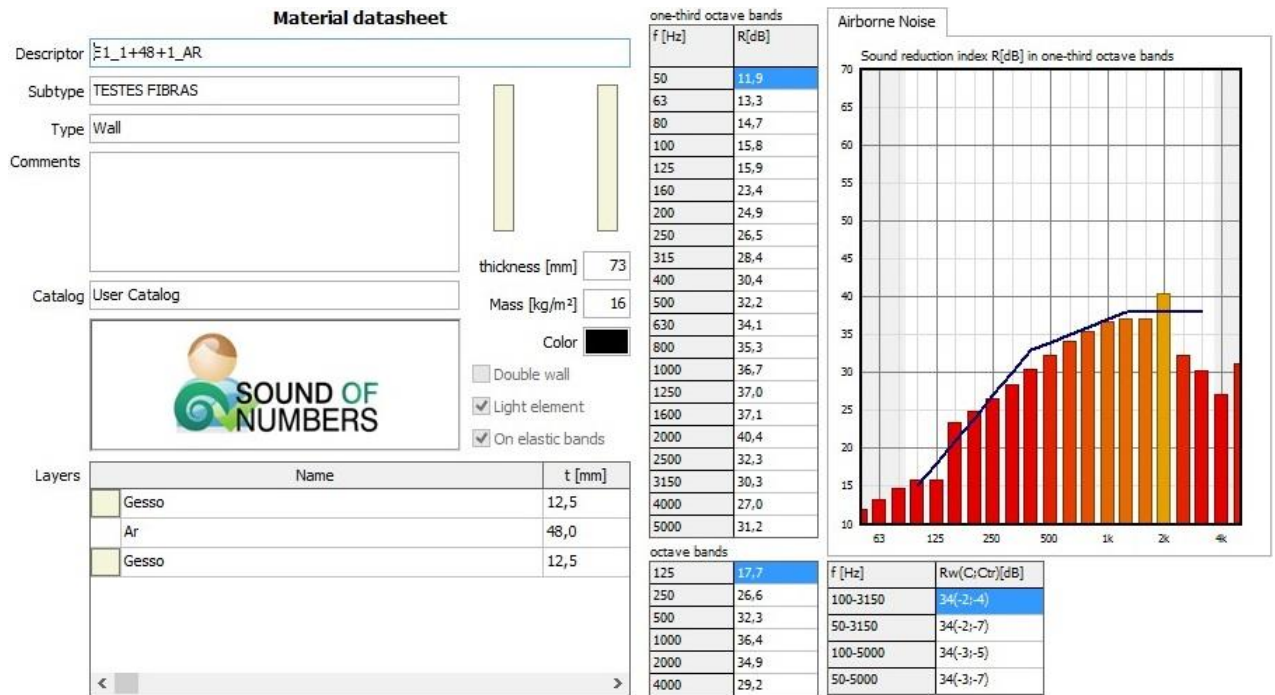 Material datasheet
Descriptor E1_1+48+1_AR
Subtype TESTES FIBRAS
Type Wall
Comments
thickness [mm] 73
Catalog User Catalog
Mass [kg/m²] 16
Color
SOUND OF
NUMBERS
Double wall
Light element
On elastic bands
Layers Name t [mm]
Gesso 12,5
Ar 48,0
Gesso 12,5
one-third octave bands
f [Hz] R[dB]
50 11,9
63 13,3
80 14,7
100 15,8
125 15,9
160 23,4
200 24,9
250 26,5
315 28,4
400 30,4
500 32,2
630 34,1
800 35,3
1000 36,7
1250 37,0
1600 37,1
2000 40,4
2500 32,3
3150 30,3
4000 27,0
5000 31,2
octave bands
125 17,7
250 26,6
500 32,3
1000 36,4
2000 34,9
4000 29,2
Airborne Noise
Sound reduction index R[dB] in one-third octave bands
70
65
60
55
50
45
40
35
30
25
20
15
10
63 125 250 500 1k 2k 4k
f [Hz] Rw(C;Ctr)[dB]
100-3150 34(-2;-4)
50-3150 34(-2;-7)
100-5000 34(-3;-5)
50-5000 34(-3;-7)